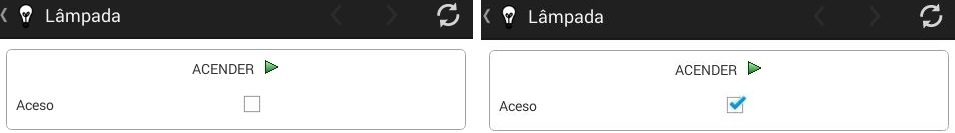 Lâmpada
ACENDER
Aceso
Lâmpada
ACENDER
Aceso